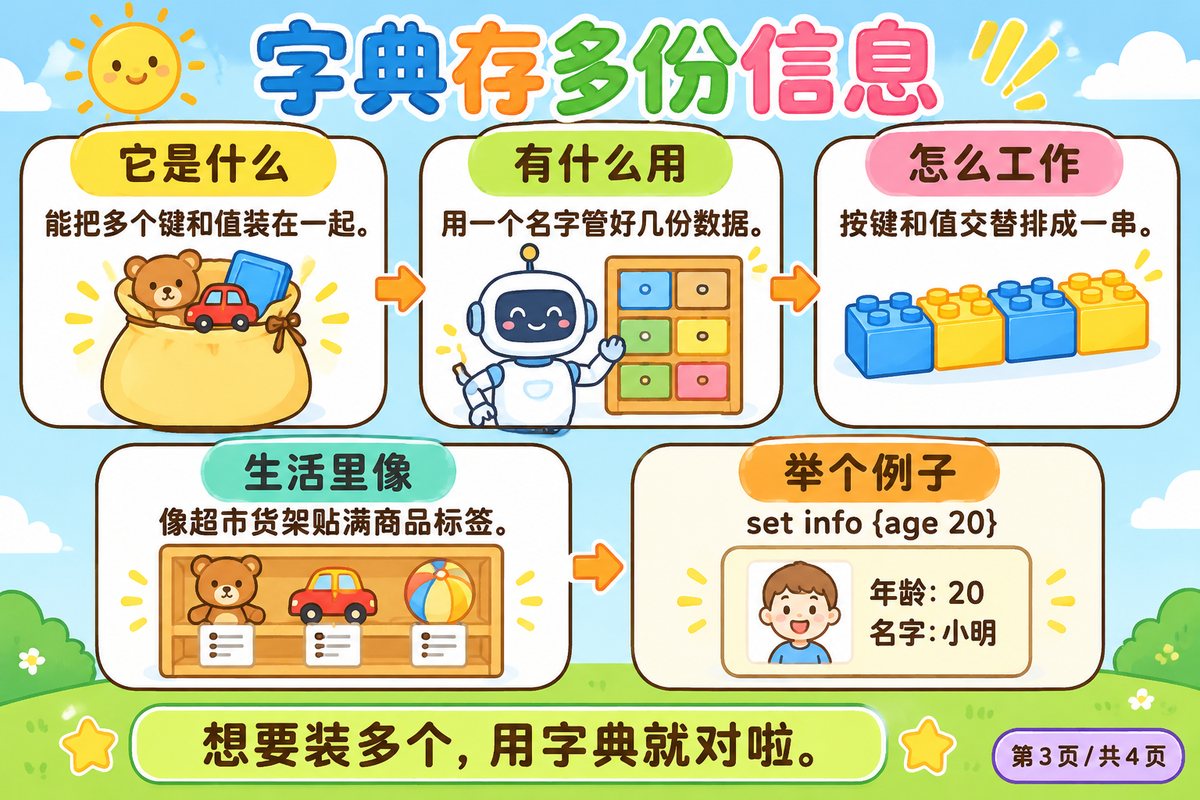 字典存多份信息
它是什么
能把多个键和值装在一起。
有什么用
用一个名字管好几份数据。
怎么工作
按键和值交替排成一串。
生活里像
像超市货架贴满商品标签。
举个例子
set info {age 20}
年龄：20
名字：小明
想要装多个，用字典就对啦。
第3页/共4页